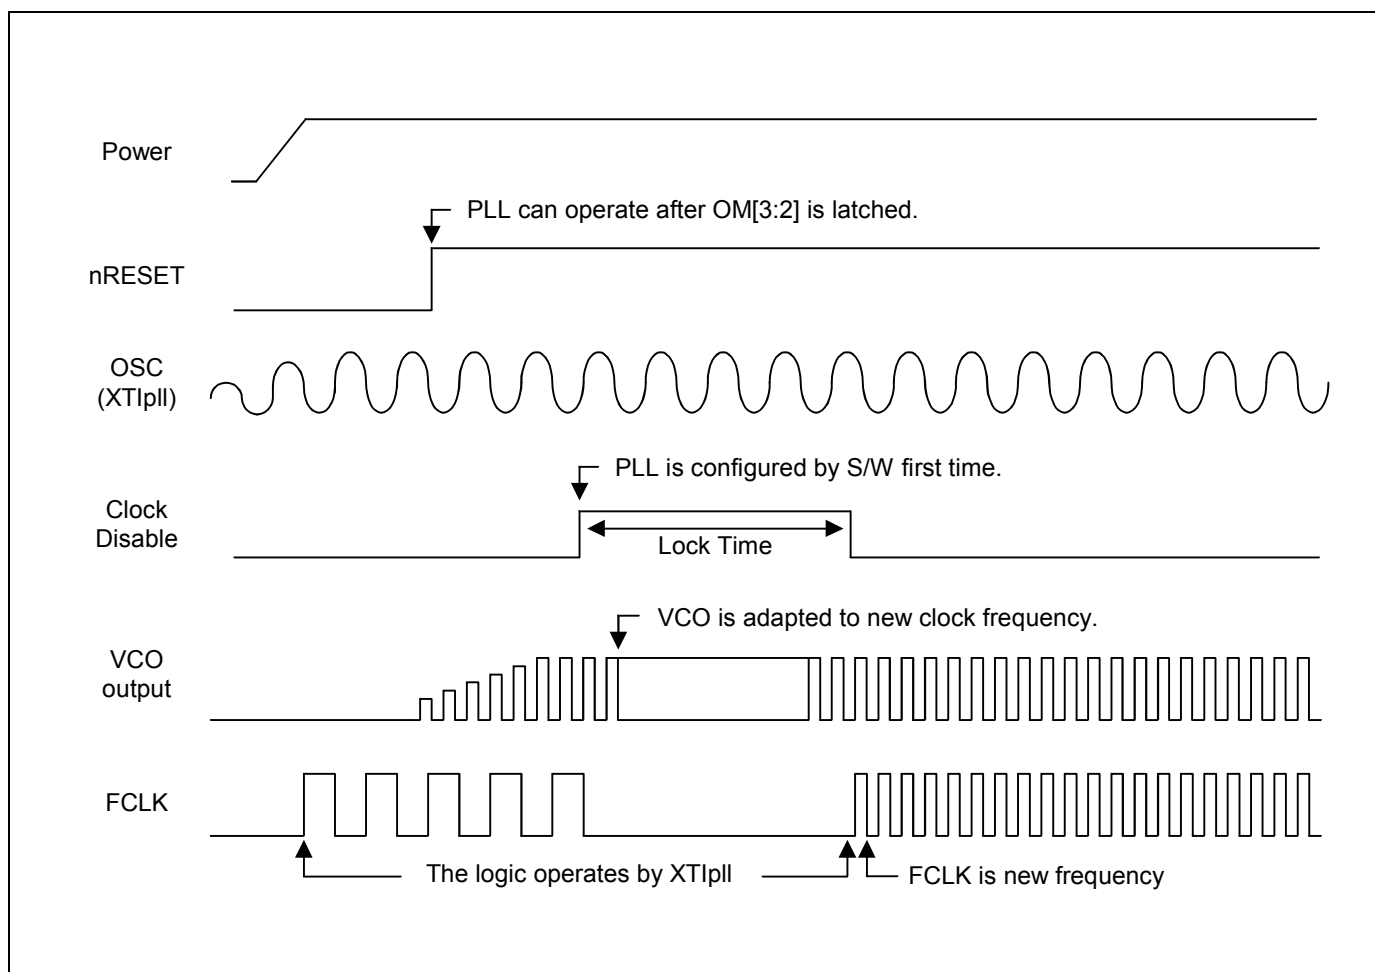 Power
PLL can operate after OM[3:2] is latched.
nRESET
OSC
(XTIpll)
PLL is configured by S/W first time.
Clock
Disable
Lock Time
VCO is adapted to new clock frequency.
VCO
output
FCLK
The logic operates by XTIpll
FCLK is new frequency